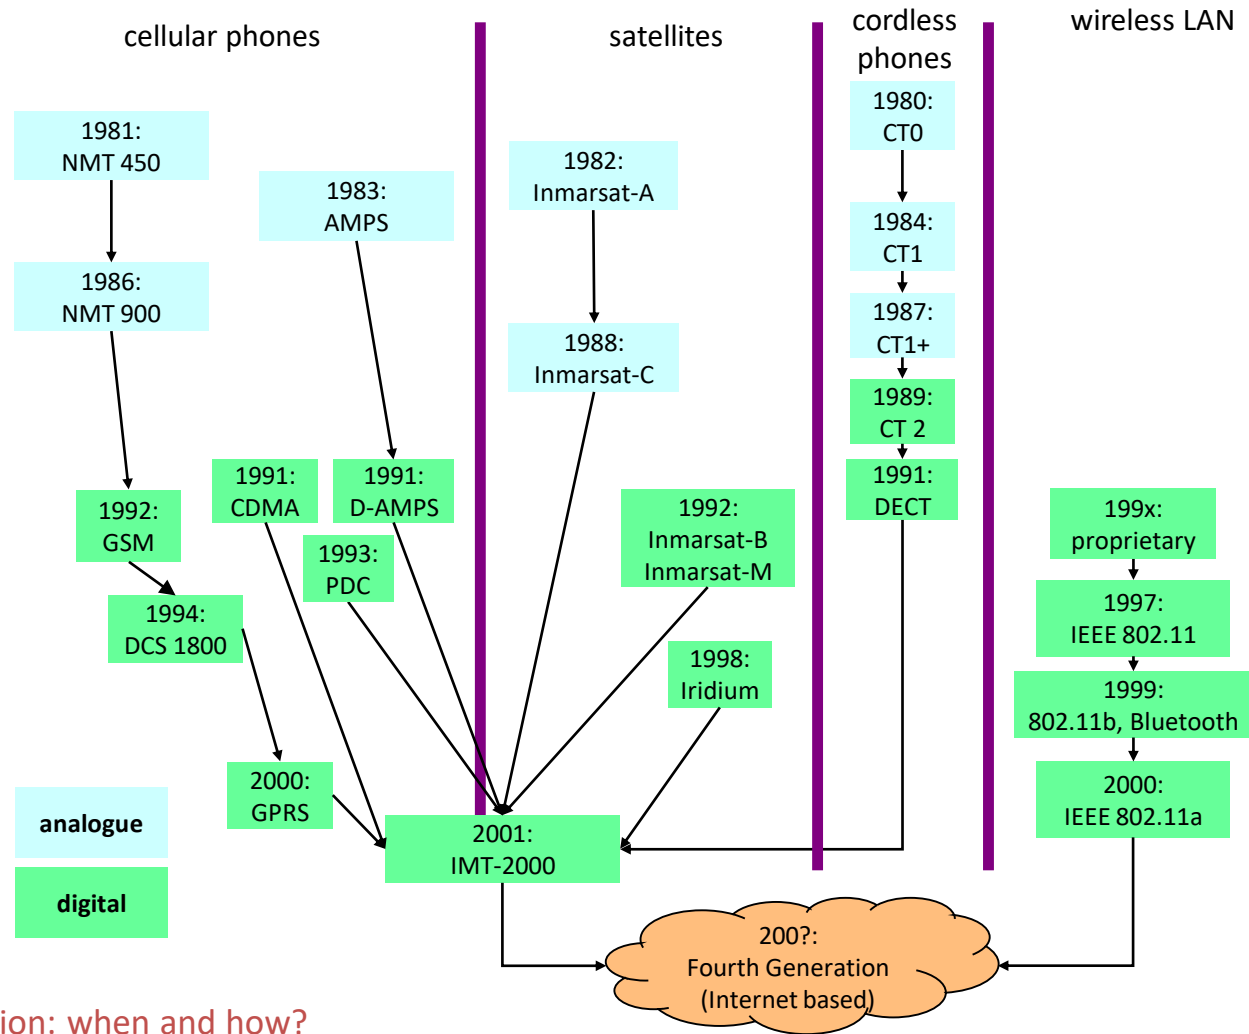 cellular phones
satellites
cordless
phones
wireless LAN
1981:
NMT 450
1986:
NMT 900
1992:
GSM
1994:
DCS 1800
2000:
GPRS
1991:
CDMA
1983:
AMPS
1991:
D-AMPS
1993:
PDC
1982:
Inmarsat-A
1988:
Inmarsat-C
1992:
Inmarsat-B
Inmarsat-M
1998:
Iridium
1980:
CT0
1984:
CT1
1987:
CT1+
1989:
CT 2
1991:
DECT
199x:
proprietary
1997:
IEEE 802.11
1999:
802.11b, Bluetooth
2000:
IEEE 802.11a
2001:
IMT-2000
200?:
Fourth Generation
(Internet based)
analogue
digital
ion: when and how?